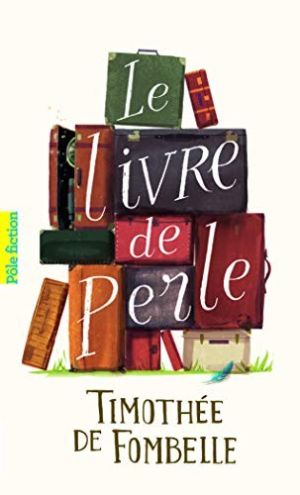 Le
livre
de
Perle
Pôle fiction
TIMOTHÉE
DE FOMBELLE